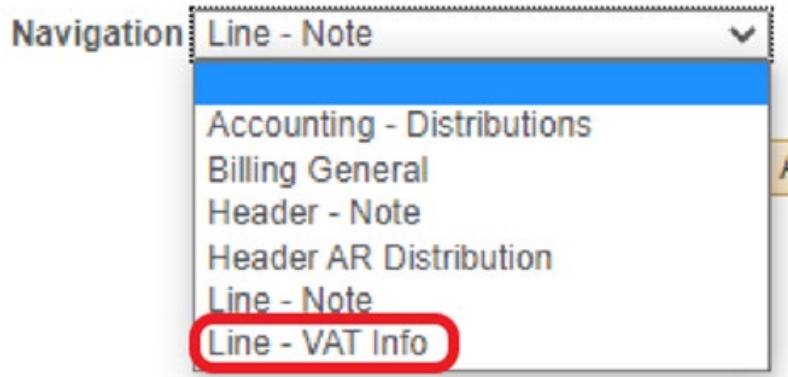 Navigation Line - Note
Accounting - Distributions
Billing General
Header - Note
Header AR Distribution
Line - Note
Line - VAT Info